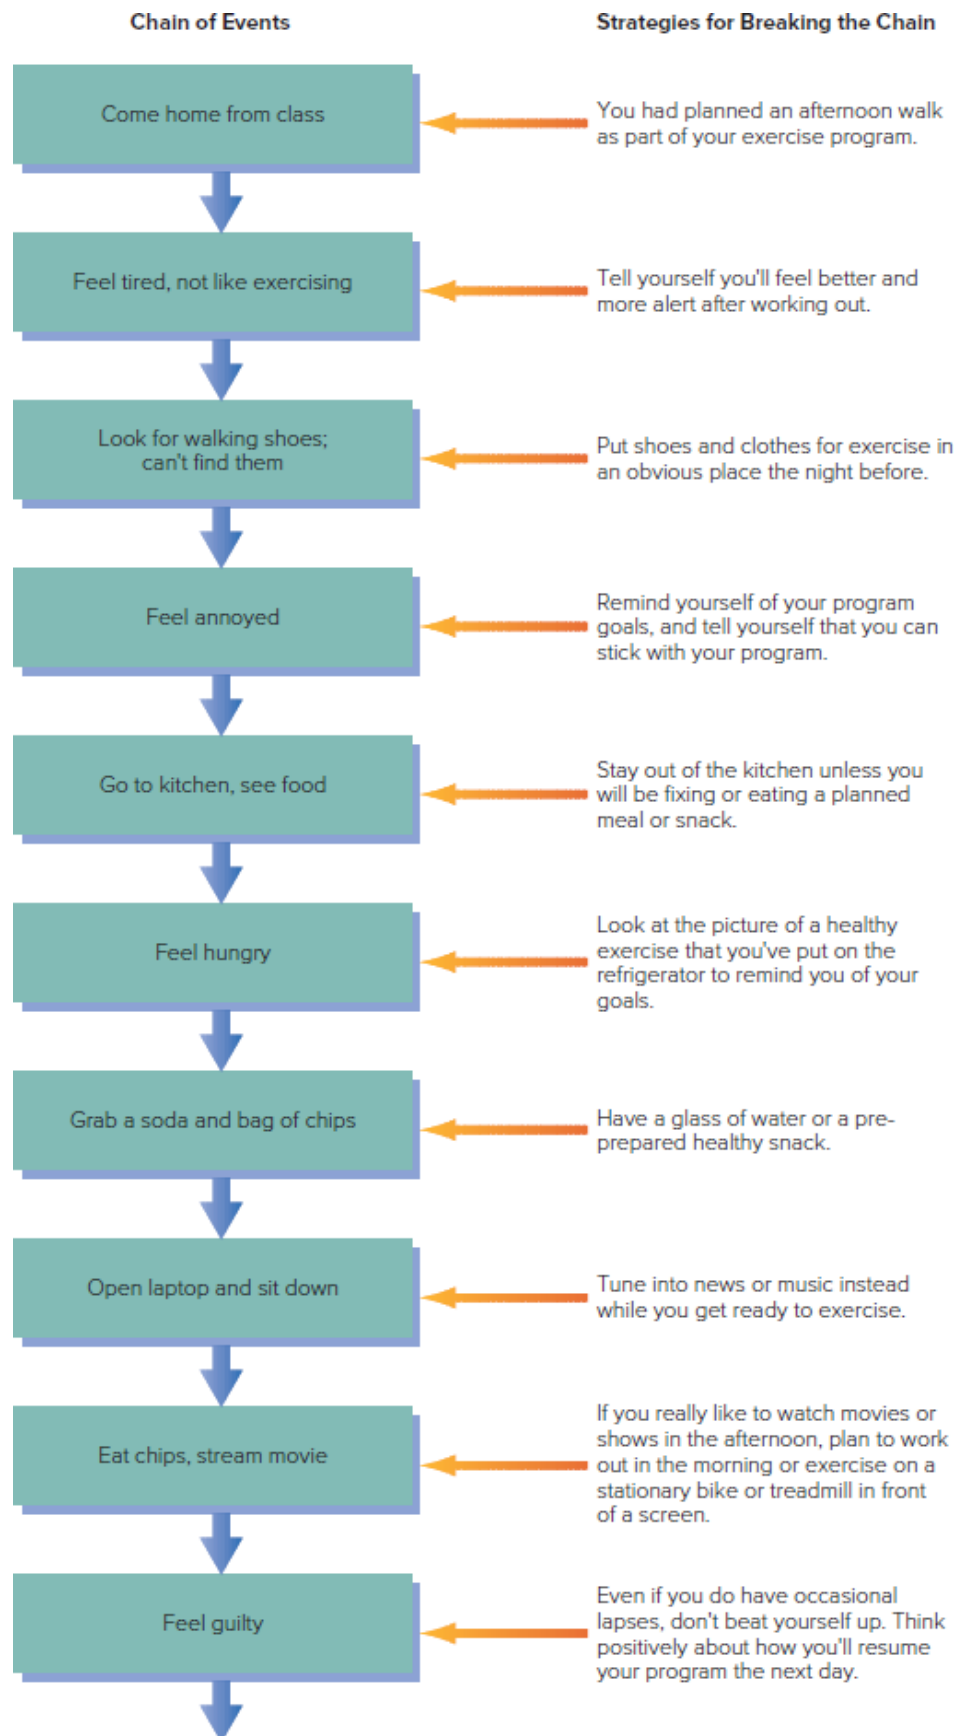 Chain of Events
Strategies for Breaking the Chain
Come home from class
You had planned an afternoon walk
as part of your exercise program.
Feel tired, not like exercising
Tell yourself you'll feel better and
more alert after working out.
Look for walking shoes;
can't find them
Put shoes and clothes for exercise in
an obvious place the night before.
Feel annoyed
Remind yourself of your program
goals, and tell yourself that you can
stick with your program.
Go to kitchen, see food
Stay out of the kitchen unless you
will be fixing or eating a planned
meal or snack.
Feel hungry
Look at the picture of a healthy
exercise that you've put on the
refrigerator to remind you of your
goals.
Grab a soda and bag of chips
Have a glass of water or a pre-
prepared healthy snack.
Open laptop and sit down
Tune into news or music instead
while you get ready to exercise.
Eat chips, stream movie
If you really like to watch movies or
shows in the afternoon, plan to work
out in the morning or exercise on a
stationary bike or treadmill in front
of a screen.
Feel guilty
Even if you do have occasional
lapses, don't beat yourself up. Think
positively about how you'll resume
your program the next day.